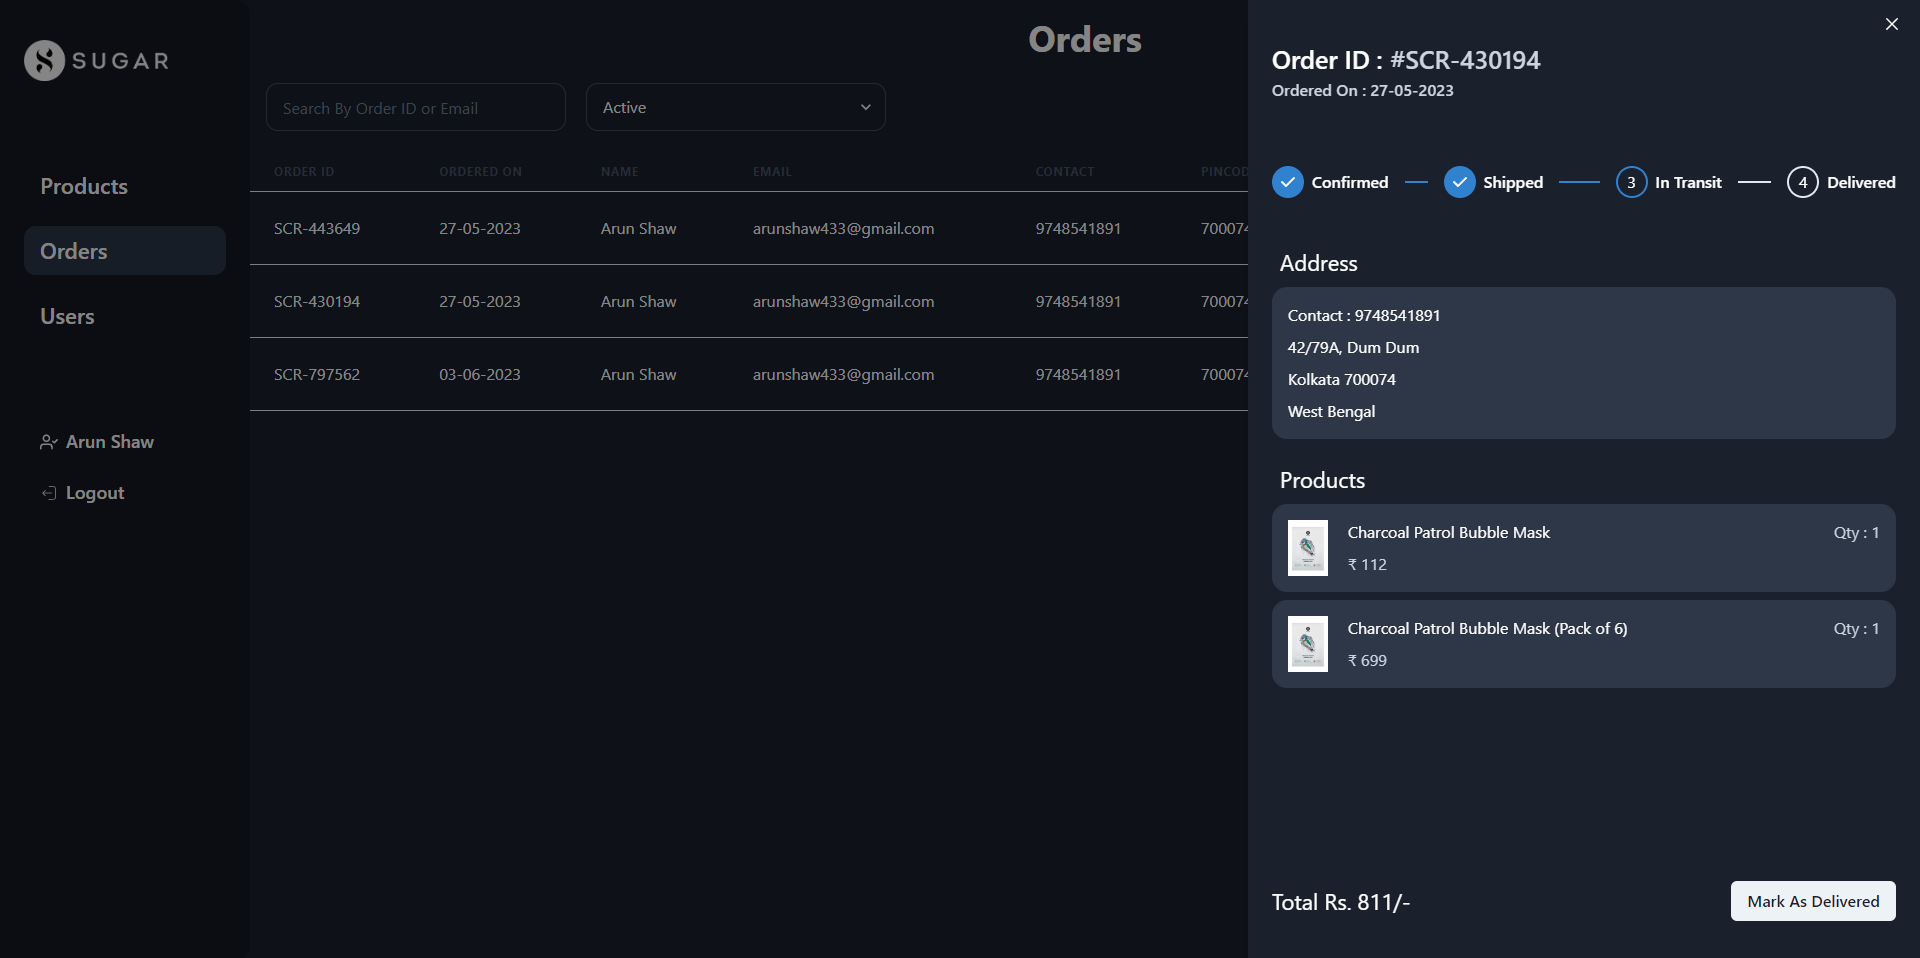 SUGAR
Products
Orders
Users
Arun Shaw
Logout
Orders
Search By Order ID or Email
Active
ORDER ID ORDERED ON NAME EMAIL CONTACT PINCOD
SCR-443649 27-05-2023 Arun Shaw arunshaw433@gmail.com 9748541891 700074
SCR-430194 27-05-2023 Arun Shaw arunshaw433@gmail.com 9748541891 700074
SCR-797562 03-06-2023 Arun Shaw arunshaw433@gmail.com 9748541891 700074
Order ID : #SCR-430194
Ordered On : 27-05-2023
Confirmed Shipped 3 In Transit 4 Delivered
Address
Contact : 9748541891
42/79A, Dum Dum
Kolkata 700074
West Bengal
Products
Charcoal Patrol Bubble Mask Qty : 1
₹ 112
Charcoal Patrol Bubble Mask (Pack of 6) Qty : 1
₹ 699
Total Rs. 811/-
Mark As Delivered